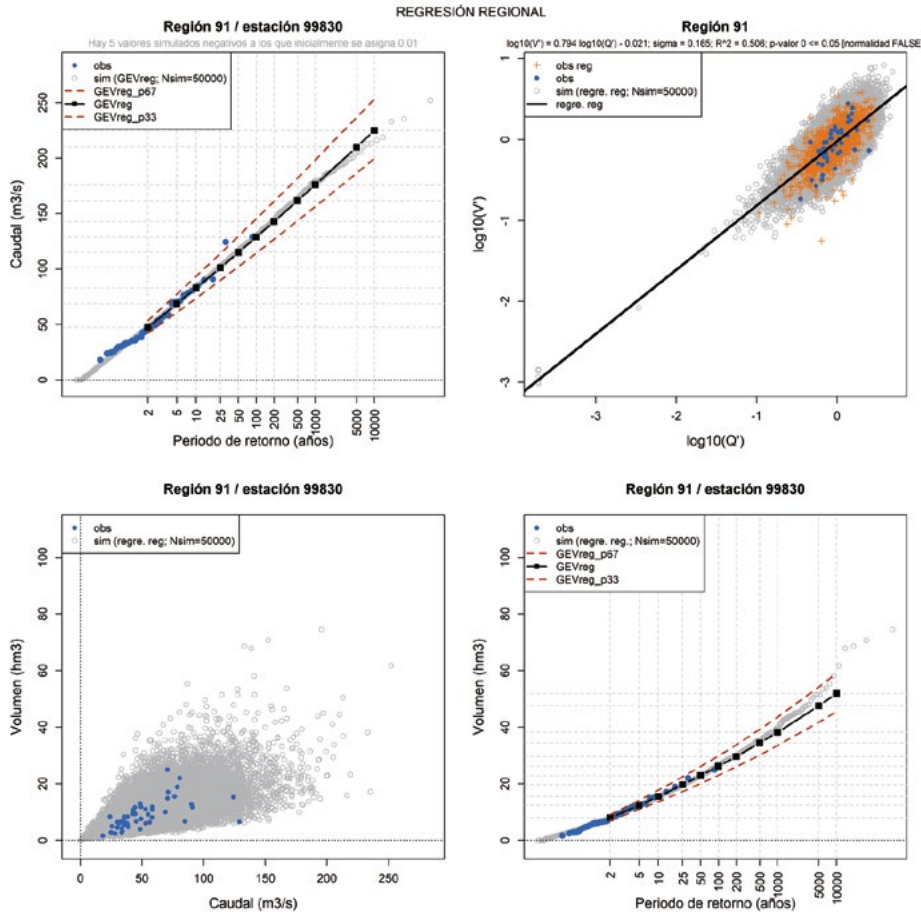 REGRESIÓN REGIONAL
Región 91 / estación 99830
Hay 5 valores simulados negativos a los que inicialmente se asigna 0.01
obs
sim (GEVreg; Nsim=50000)
GEVreg_p67
GEVreg
GEVreg_p33
Caudal (m3/s)
0
50
100
150
200
250
2
5
10
25
50
100
200
500
1000
5000
10000
Periodo de retorno (años)
Región 91
log10(V') = 0.794 log10(Q') - 0.021; sigma = 0.165; R^2 = 0.506; p-valor 0 <= 0.05 [normalidad FALSE
obs reg
obs
sim (regre. reg; Nsim=50000)
regre. reg
log10(V')
1
0
-1
-2
-3
-3
-2
-1
0
log10(Q')
Región 91 / estación 99830
obs
sim (regre. reg; Nsim=50000)
Volumen (hm3)
0
20
40
60
80
100
0
50
100
150
200
250
Caudal (m3/s)
Región 91 / estación 99830
obs
sim (regre. reg.; Nsim=50000)
GEVreg_p67
GEVreg
GEVreg_p33
Volumen (hm3)
0
20
40
60
80
100
2
5
10
25
50
100
200
500
1000
5000
10000
Periodo de retorno (años)